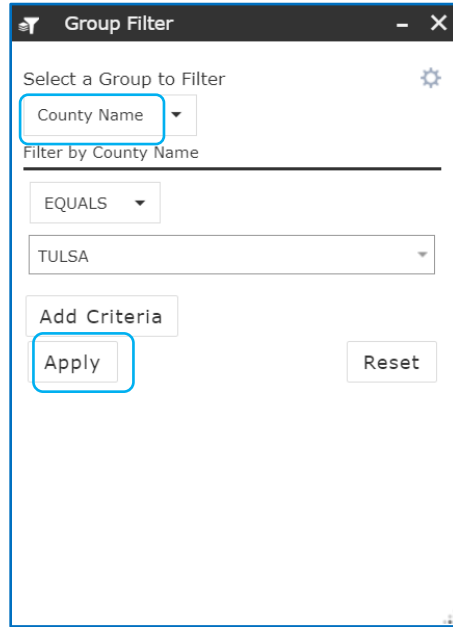 Group Filter
Select a Group to Filter
County Name
Filter by County Name
EQUALS
TULSA
Add Criteria
Apply Reset